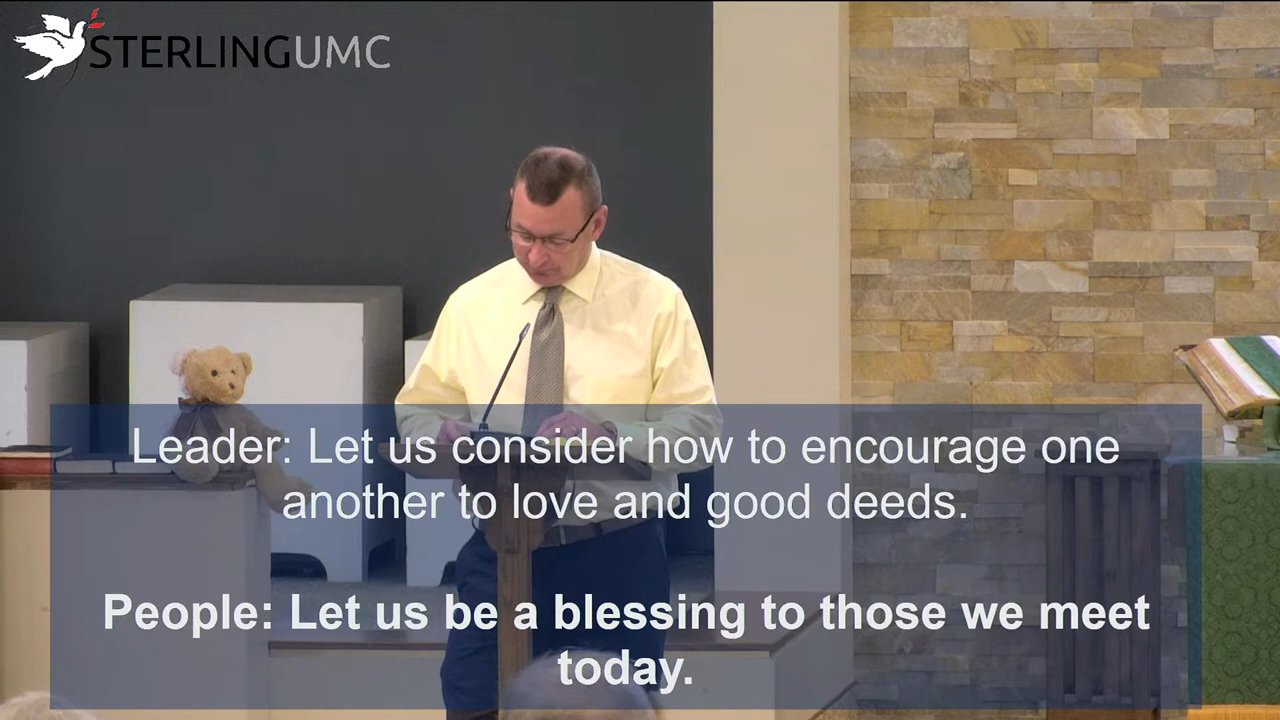 STERLINGUMC
Leader: Let us consider how to encourage one
another to love and good deeds.
People: Let us be a blessing to those we meet
today.